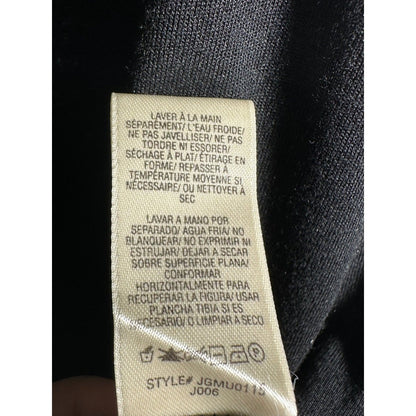 LAVER À LA MAIN
SÉPARÉMENT/ L'EAU FROIDE/
NE PAS JAVELLISER/ NE PAS
TORDRE NI ESSORER/
SÉCHAGE À PLAT/ ÉTIRAGE EN
FORME/ REPASSER À
TEMPÉRATURE MOYENNE SI
NÉCESSAIRE/ OU NETTOYER À
SEC
LAVAR A MANO POR
SEPARADO/ AGUA FRIA/ NO
BLANQUEAR/ NO EXPRIMIR NI
ESTRUJAR/ DEJAR A SECAR
SOBRE SUPERFICIE PLANA/
CONFORMAR
HORIZONTALMENTE PARA
RECUPERAR LA FIGURA/ USAR
PLANCHA TIBIA SI ES
NECESARIO/ O LIMPIAR A SECO
STYLE# JGMU0115
J006